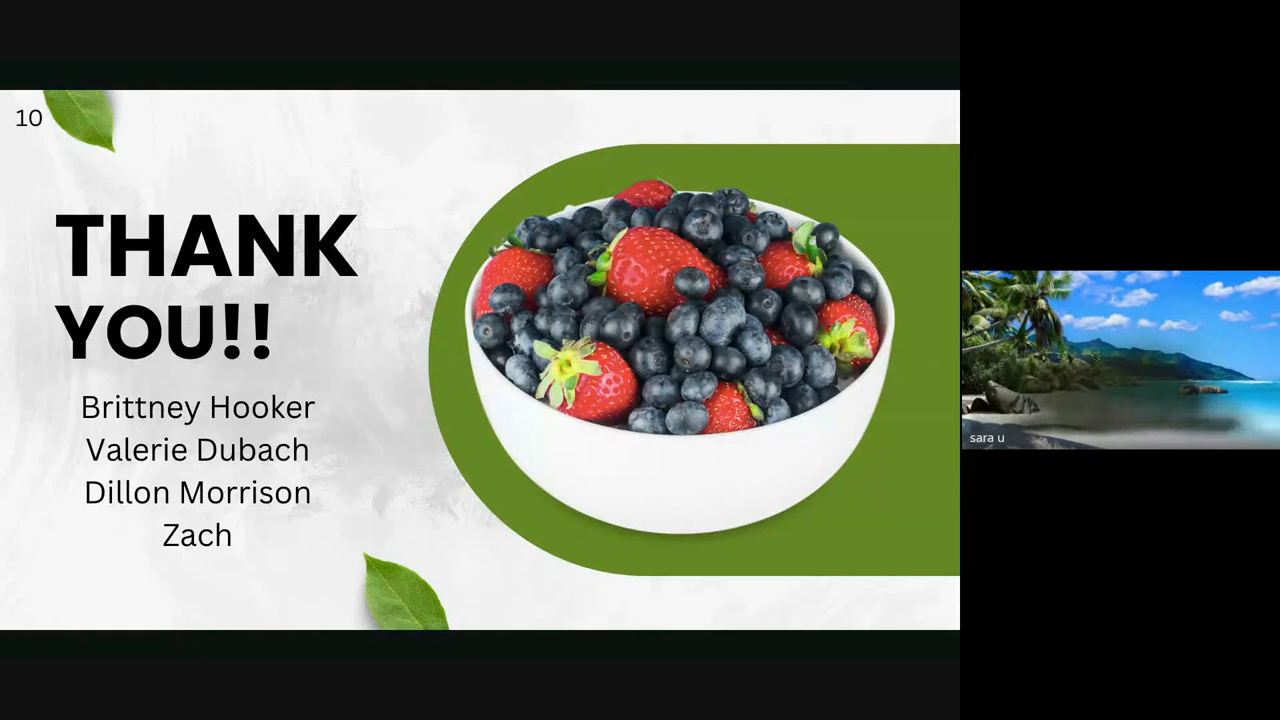 10
THANK
YOU!!
Brittney Hooker
Valerie Dubach
Dillon Morrison
Zach
sara u